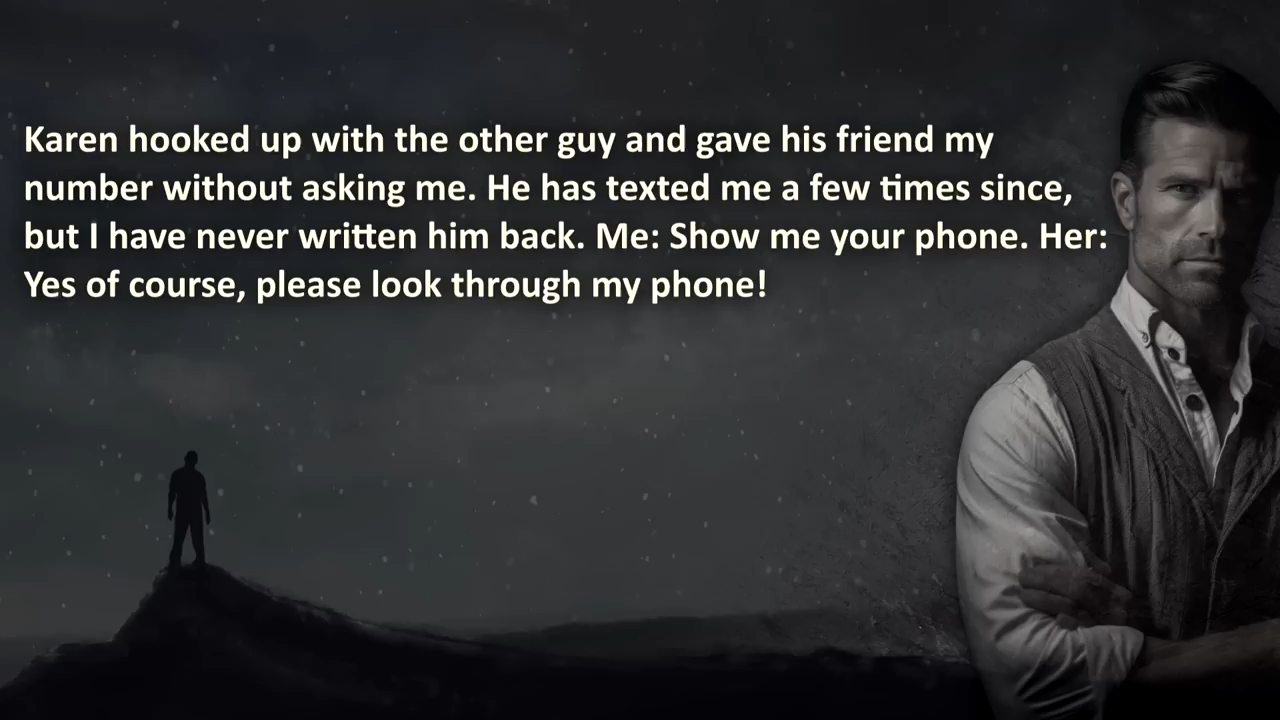 Karen hooked up with the other guy and gave his friend my
number without asking me. He has texted me a few times since,
but I have never written him back. Me: Show me your phone. Her:
Yes of course, please look through my phone!